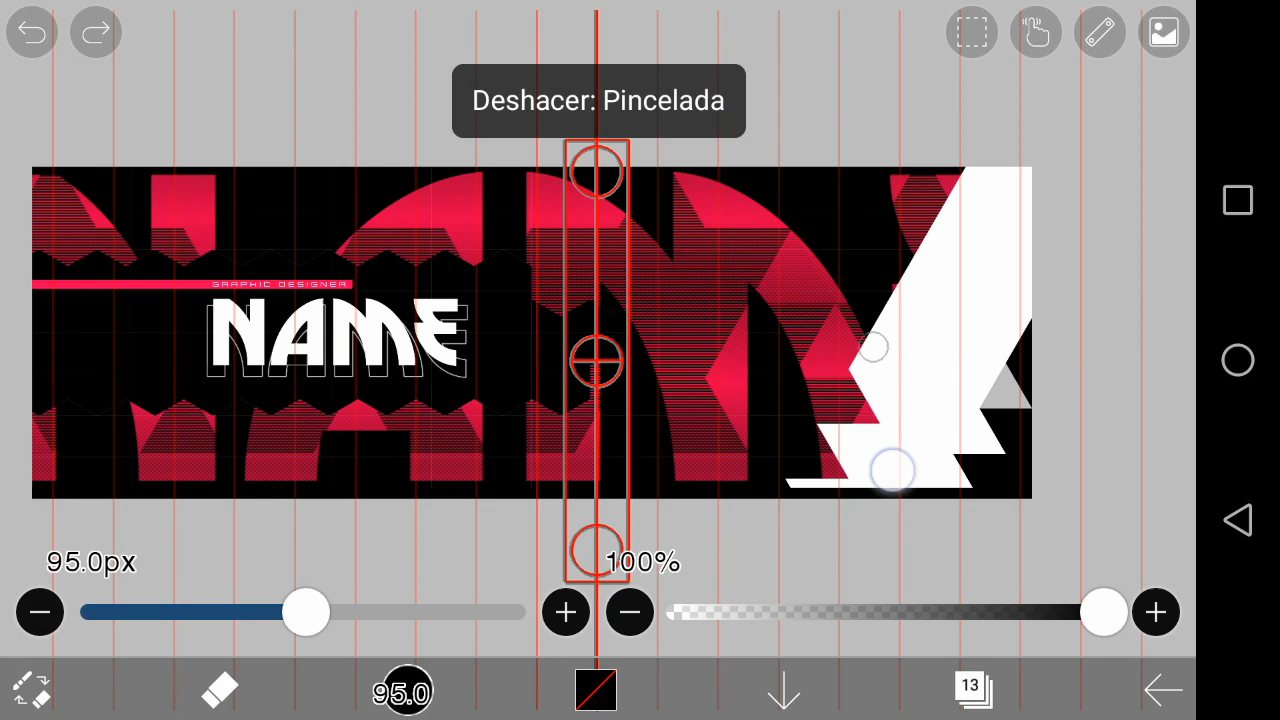 Deshacer: Pincelada
GRAPHIC DESIGNER
NAME
95.0px
100%
95.0
13